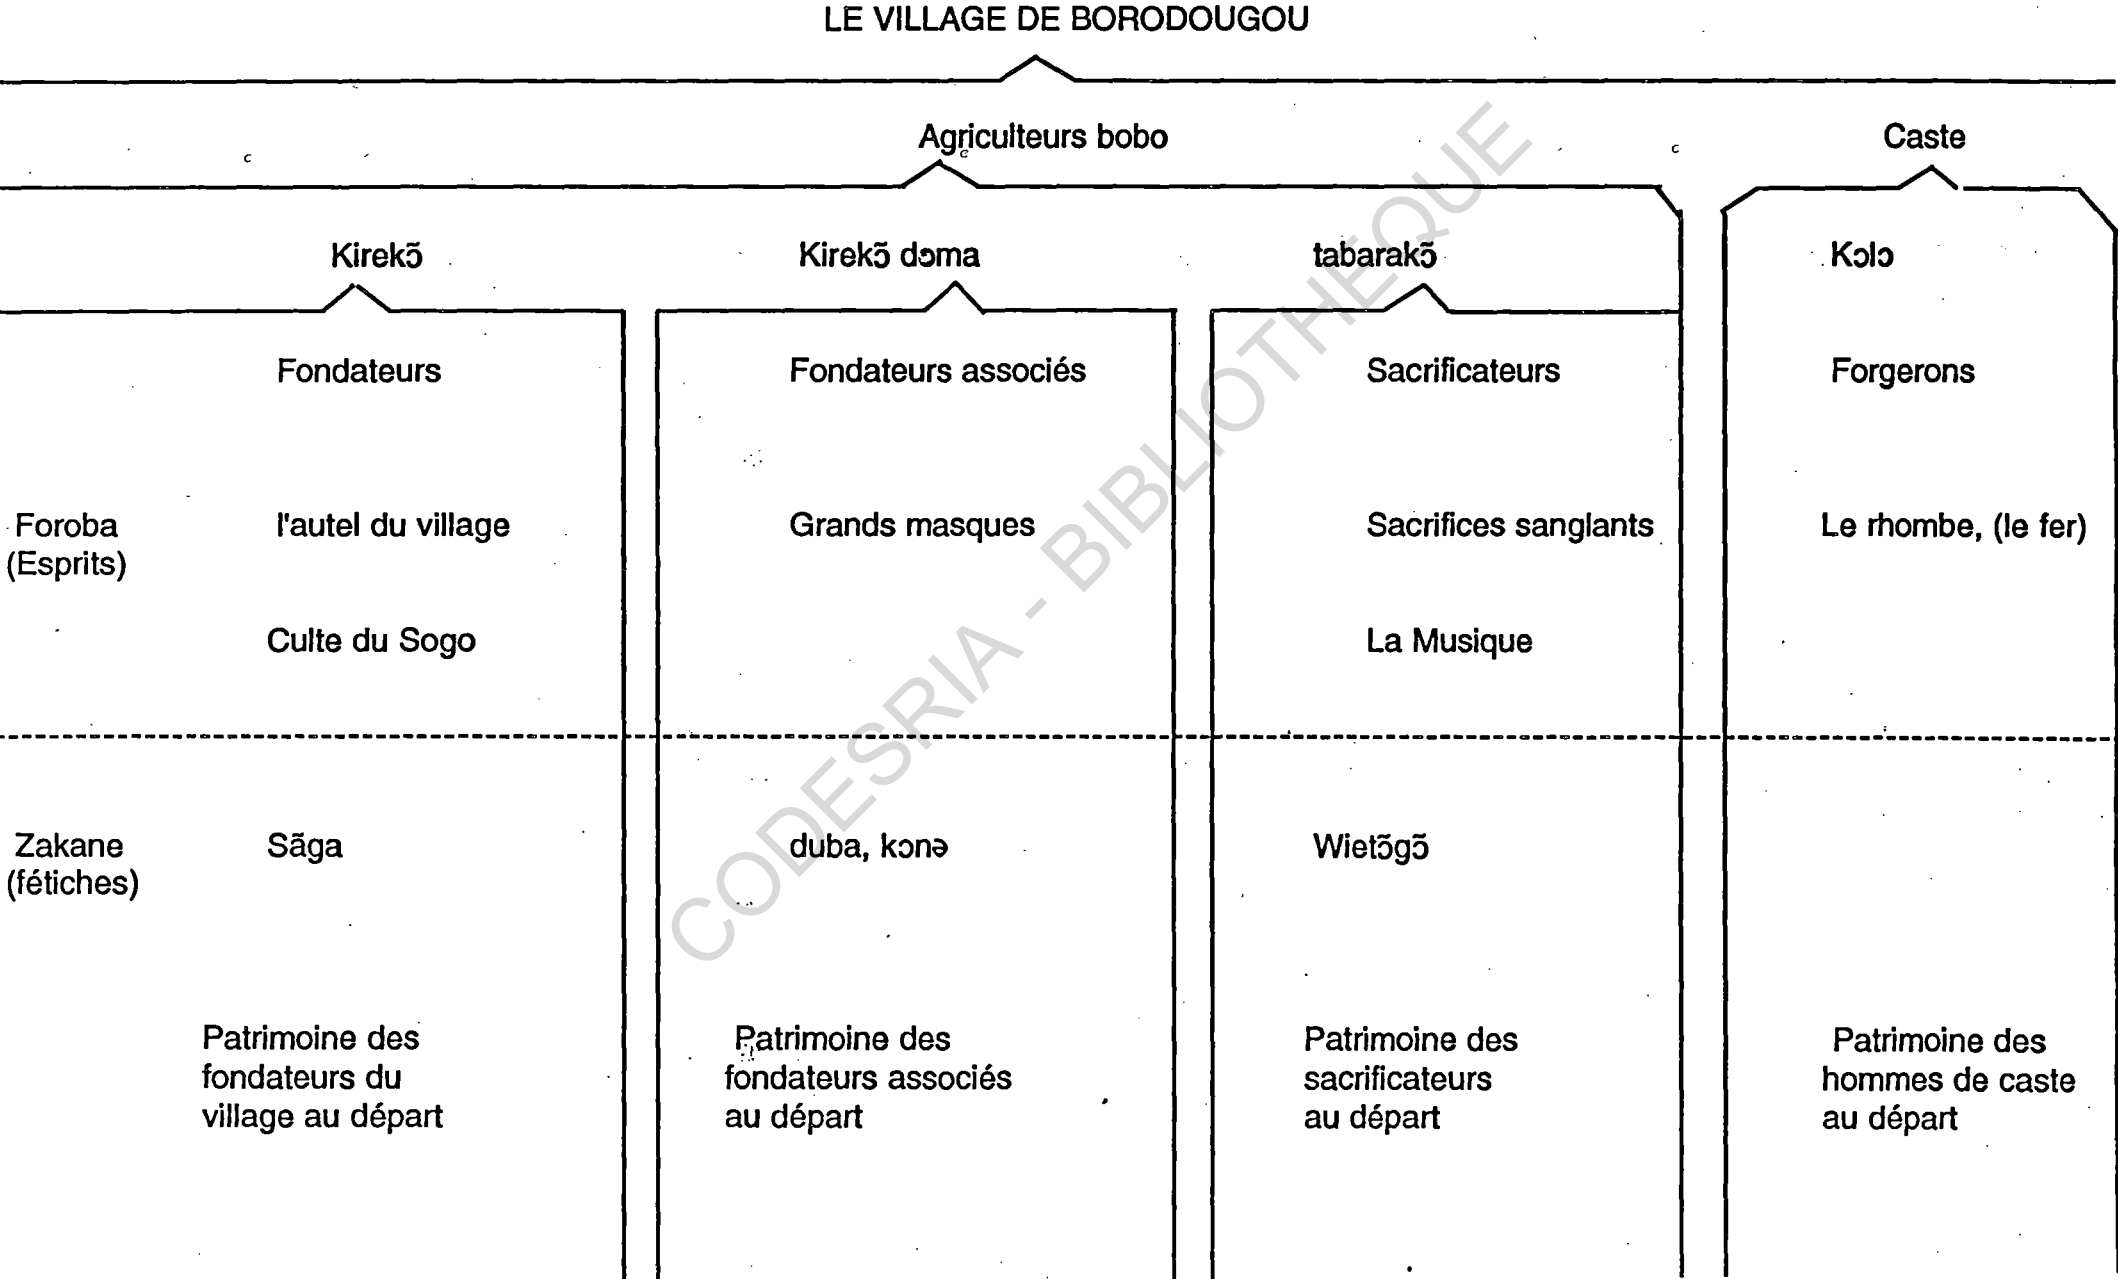 LE VILLAGE DE BORODOUGOU
Agriculteurs bobo
Caste
Kirekɔ̃
Kirekɔ̃ dɔma
tabarakɔ̃
Kɔlɔ
Fondateurs
Fondateurs associés
Sacrificateurs
Forgerons
Foroba
(Esprits)
l'autel du village
Grands masques
Sacrifices sanglants
Le rhombe, (le fer)
Culte du Sogo
La Musique
Zakane
(fétiches)
Sãga
duba, kɔnə
Wietɔ̃gɔ̃
Patrimoine des
fondateurs du
village au départ
Patrimoine des
fondateurs associés
au départ
Patrimoine des
sacrificateurs
au départ
Patrimoine des
hommes de caste
au départ
CODESRIA - BIBLIOTHEQUE